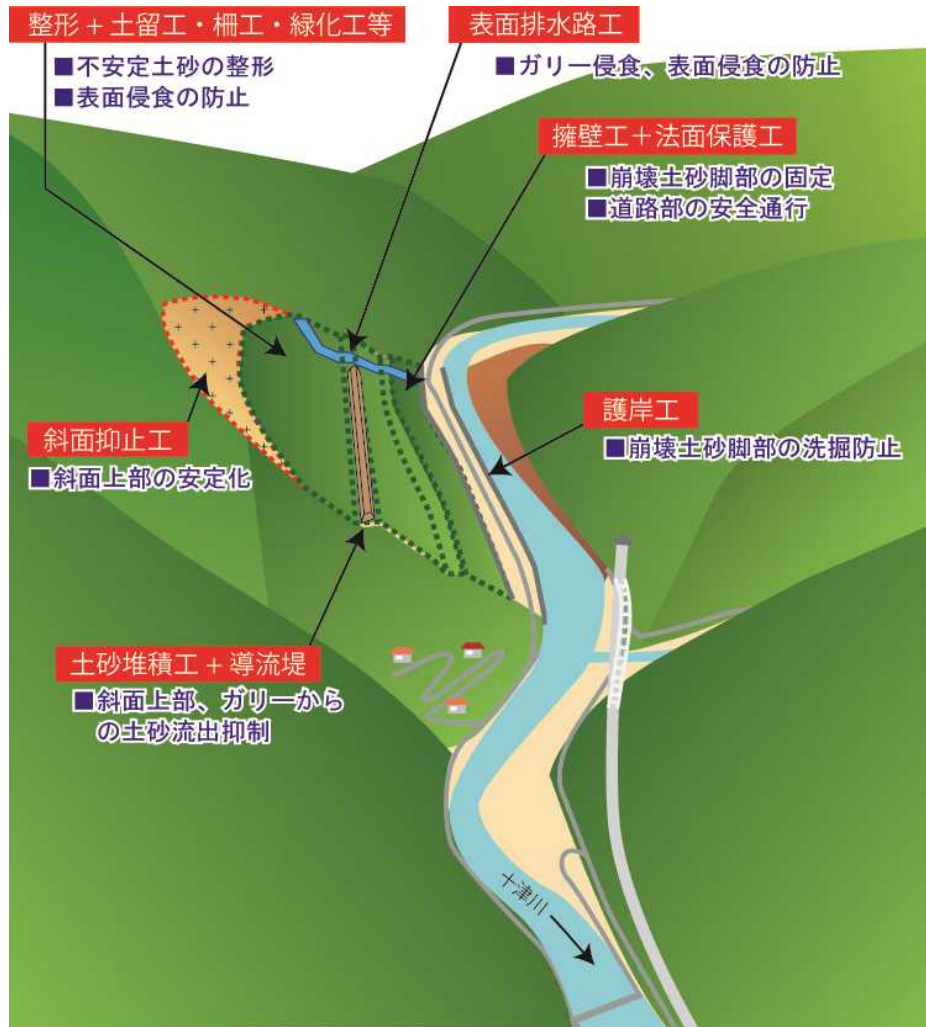 整形＋土留工・柵工・緑化工等
■不安定土砂の整形
■表面侵食の防止
表面排水路工
■ガリー侵食、表面侵食の防止
擁壁工＋法面保護工
■崩壊土砂脚部の固定
■道路部の安全通行
斜面抑止工
■斜面上部の安定化
護岸工
■崩壊土砂脚部の洗掘防止
土砂堆積工＋導流堤
■斜面上部、ガリーから
の土砂流出抑制
十津川